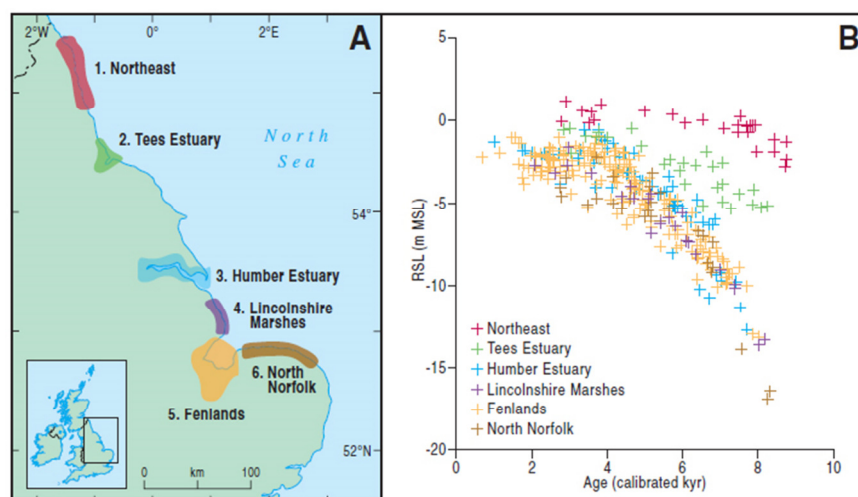 2°W
0°
2°E
A
1. Northeast
2. Tees Estuary
North
Sea
54°
3. Humber Estuary
4. Lincolnshire
Marshes
6. North
Norfolk
5. Fenlands
52°N
0 km 100
B
5
0
-5
-10
-15
-20
RSL (m MSL)
Northeast
Tees Estuary
Humber Estuary
Lincolnshire Marshes
Fenlands
North Norfolk
0 2 4 6 8 10
Age (calibrated kyr)